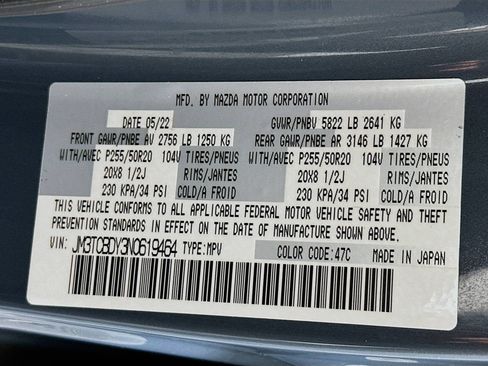 MFD. BY MAZDA MOTOR CORPORATION
DATE 05/22 GVWR/PNBV 5822 LB 2641 KG
FRONT GAWR/PNBE AV 2756 LB 1250 KG REAR GAWR/PNBE AR 3146 LB 1427 KG
WITH/AVEC P255/50R20 104V TIRES/PNEUS WITH/AVEC P255/50R20 104V TIRES/PNEUS
20X8 1/2J RIMS/JANTES 20X8 1/2J RIMS/JANTES
230 KPA/34 PSI COLD/A FROID 230 KPA/34 PSI COLD/A FROID
THIS VEHICLE CONFORMS TO ALL APPLICABLE FEDERAL MOTOR VEHICLE SAFETY AND THEFT
PREVENTION STANDARDS IN EFFECT ON THE DATE OF MANUFACTURE SHOWN ABOVE.
VIN: JM3TCBDY3N0619464 TYPE: MPV COLOR CODE: 47C MADE IN JAPAN